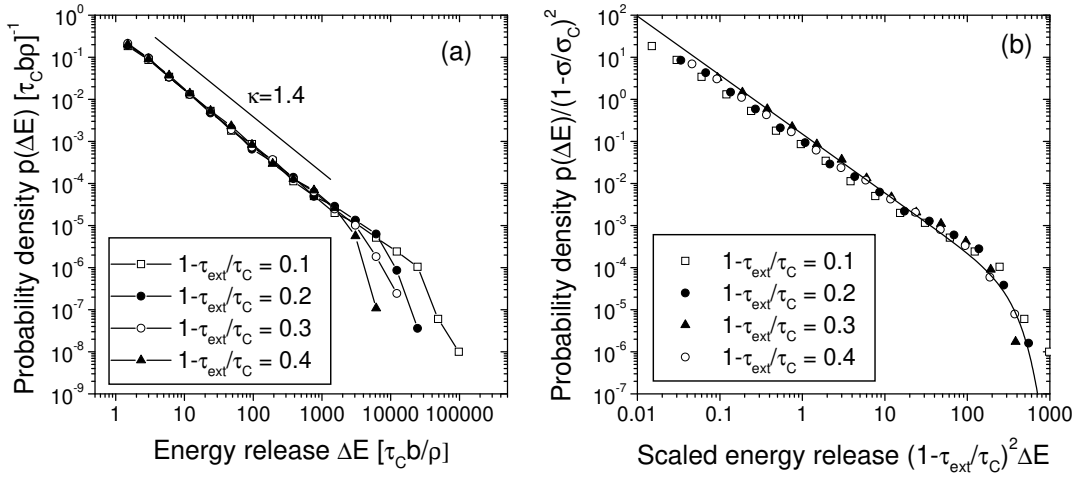 (a)
κ=1.4
Probability density p(ΔE) [τ_C bρ]^-1
10^1
10^0
10^-1
10^-2
10^-3
10^-4
10^-5
10^-6
10^-7
10^-8
10^-9
1-τ_ext/τ_C = 0.1
1-τ_ext/τ_C = 0.2
1-τ_ext/τ_C = 0.3
1-τ_ext/τ_C = 0.4
1 10 100 1000 10000 100000
Energy release ΔE [τ_C b/ρ]
(b)
Probability density p(ΔE)/(1-σ/σ_C)^2
10^2
10^1
10^0
10^-1
10^-2
10^-3
10^-4
10^-5
10^-6
10^-7
1-τ_ext/τ_C = 0.1
1-τ_ext/τ_C = 0.2
1-τ_ext/τ_C = 0.3
1-τ_ext/τ_C = 0.4
0.01 0.1 1 10 100 1000
Scaled energy release (1-τ_ext/τ_C)^2 ΔE